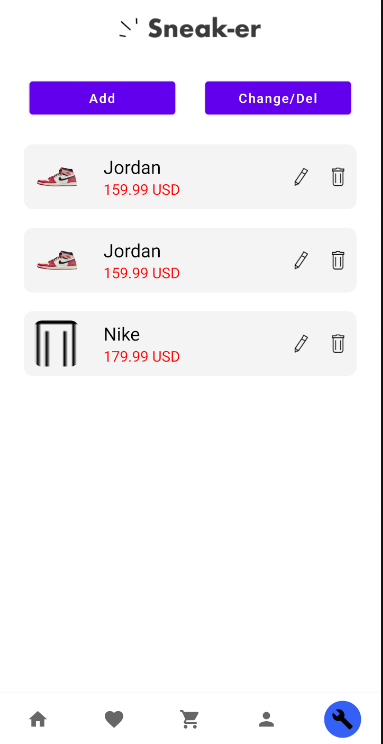 Sneak-er
Add
Change/Del
Jordan
159.99 USD
Jordan
159.99 USD
Nike
179.99 USD